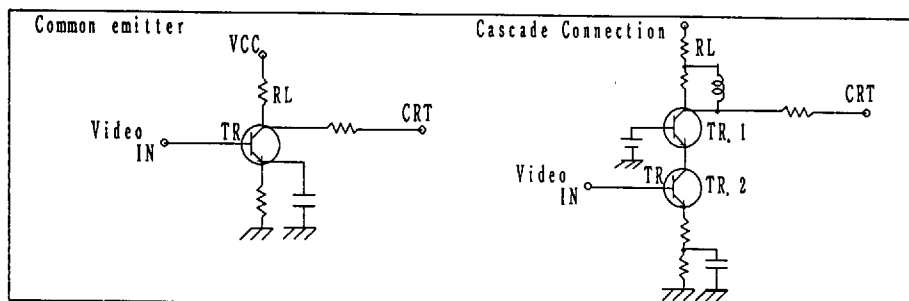 Common emitter
VCC
RL
TR
CRT
Video
IN
Cascade Connection
RL
CRT
TR. 1
Video
IN
TR
TR. 2